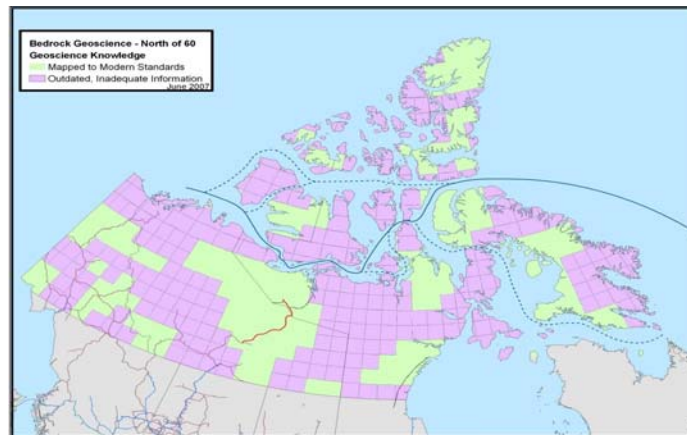 Bedrock Geoscience - North of 60
Geoscience Knowledge
Mapped to Modern Standards
Outdated, Inadequate Information
June 2007